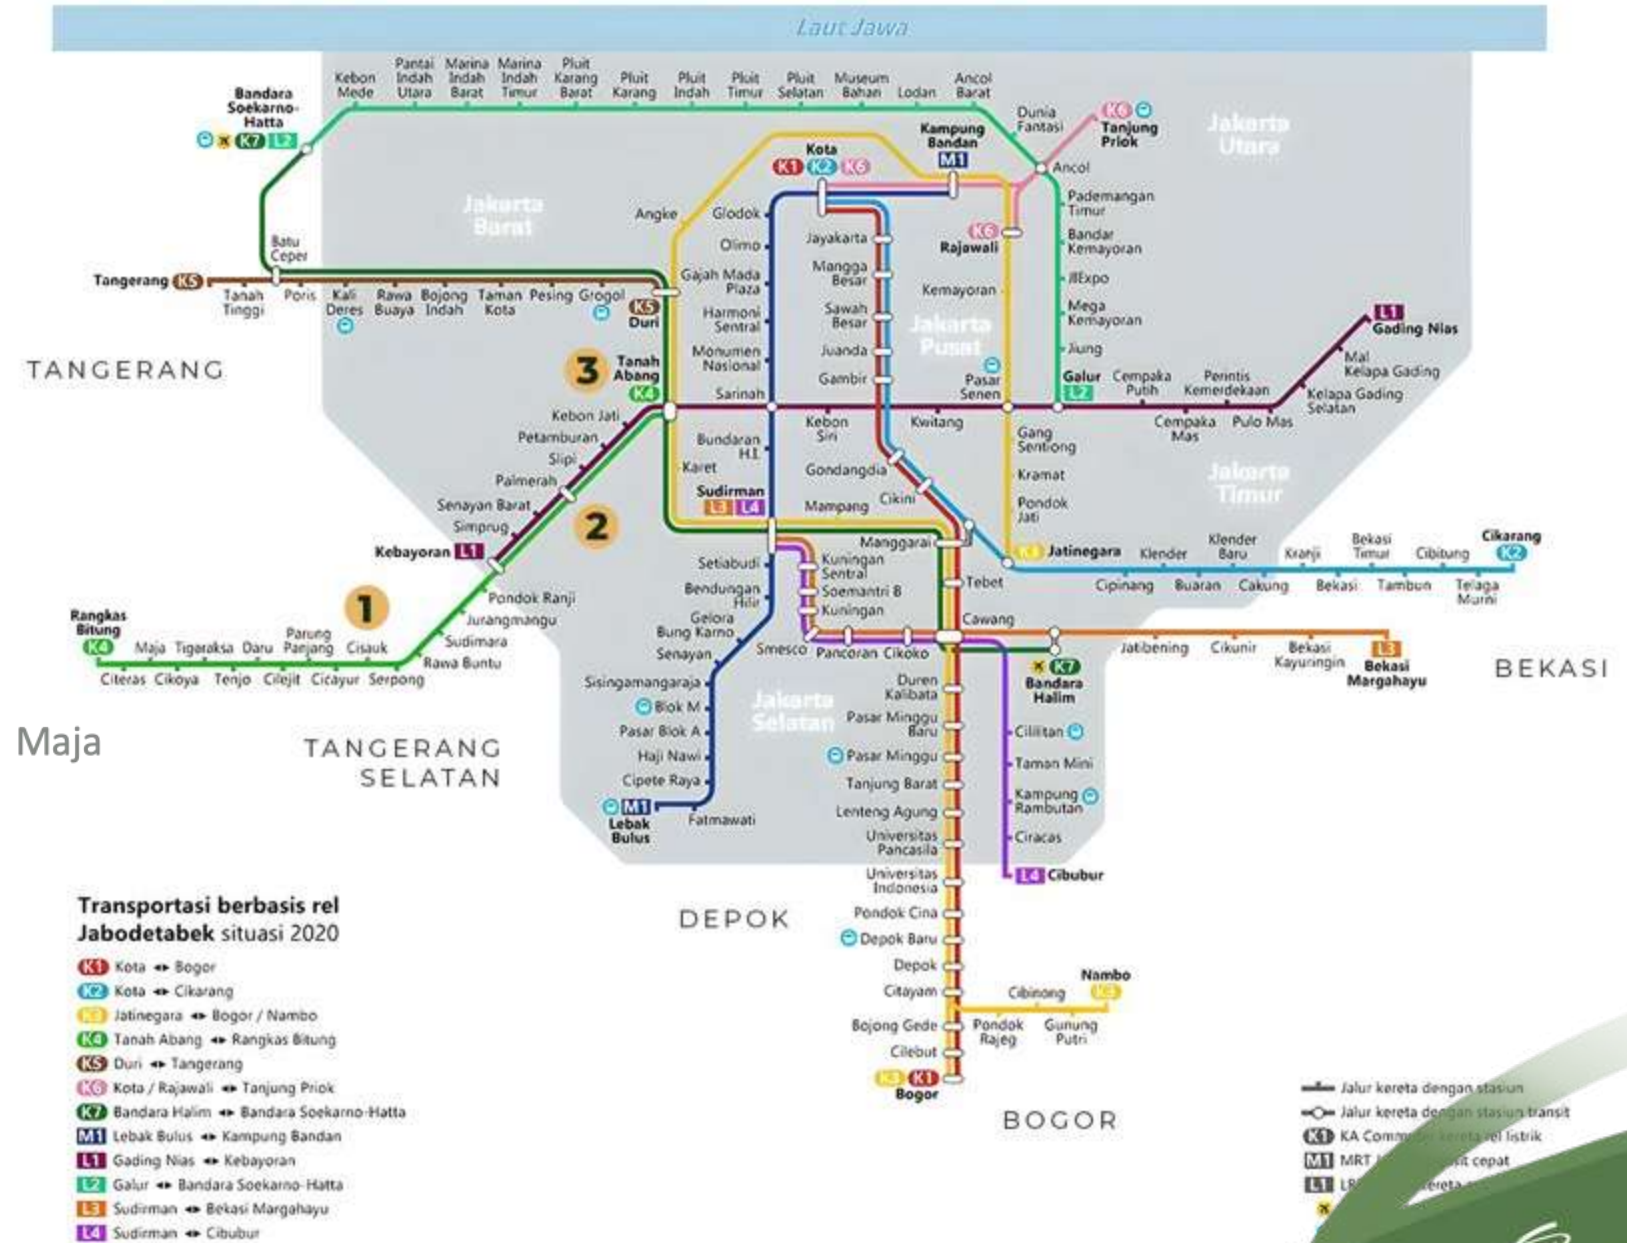 Laut Jawa
Kebon
Mede
Pantai
Indah
Utara
Marina
Indah
Barat
Marina
Indah
Timur
Pluit
Karang
Barat
Pluit
Karang
Pluit
Indah
Pluit
Timur
Pluit
Selatan
Museum
Bahari
Lodan
Ancol
Barat
Dunia
Fantasi
K6
Tanjung
Priok
Jakarta
Utara
Bandara
Soekarno-
Hatta
K7 L2
Kota
K1 K2 K6
Kampung
Bandan
M1
Ancol
Jakarta
Barat
Angke
Glodok
Olimo
Gajah Mada
Plaza
Harmoni
Sentral
Monumen
Nasional
Sarinah
Jayakarta
Mangga
Besar
Sawah
Besar
Juanda
Gambir
K6
Rajawali
Kemayoran
Jakarta
Pusat
Pasar
Senen
Pademangan
Timur
Bandar
Kemayoran
JIExpo
Mega
Kemayoran
Jiung
Galur
L2
Cempaka
Putih
Perintis
Kemerdekaan
L1
Gading Nias
Mal
Kelapa Gading
Kelapa Gading
Selatan
Cempaka
Mas
Pulo Mas
Batu
Ceper
Tangerang K5
Tanah
Tinggi
Poris
Kali
Deres
Rawa
Buaya
Bojong
Indah
Taman
Kota
Pesing
Grogol
K5
Duri
TANGERANG
3
Tanah
Abang
K4
Kebon Jati
Petamburan
Slipi
Palmerah
Senayan Barat
Simprug
Kebayoran L1
2
Bundaran
H.I.
Karet
Sudirman
L3 L4
Kebon
Siri
Kwitang
Gondangdia
Cikini
Mampang
Manggarai
Gang
Sentiong
Kramat
Pondok
Jati
Jakarta
Timur
K3 Jatinegara
Klender
Klender
Baru
Kranji
Bekasi
Timur
Cibitung
Cikarang
K2
Cipinang
Buaran
Cakung
Bekasi
Tambun
Telaga
Murni
1
Rangkas
Bitung
K4
Maja
Tigaraksa
Daru
Parung
Panjang
Cisauk
Citeras
Cikoya
Tenjo
Cilejit
Cicayur
Serpong
Pondok Ranji
Jurangmangu
Sudimara
Rawa Buntu
Setiabudi
Bendungan
Hilir
Gelora
Bung Karno
Senayan
Sisingamangaraja
Blok M
Pasar Blok A
Haji Nawi
Cipete Raya
M1
Lebak
Bulus
Fatmawati
Kuningan
Sentral
Soemantri B
Kuningan
Smesco
Pancoran
Cikoko
Tebet
Cawang
K7
Bandara
Halim
Jatibening
Cikunir
Bekasi
Kayuringin
L3
Bekasi
Margahayu
BEKASI
Jakarta
Selatan
Duren
Kalibata
Pasar Minggu
Baru
Pasar Minggu
Tanjung Barat
Lenteng Agung
Universitas
Pancasila
Universitas
Indonesia
Pondok Cina
Depok Baru
Depok
Citayam
Bojong Gede
Cilebut
K3 K1
Bogor
Cililitan
Taman Mini
Kampung
Rambutan
Ciracas
L4 Cibubur
Nambo
K3
Cibinong
Pondok
Rajeg
Gunung
Putri
Maja
TANGERANG
SELATAN
DEPOK
BOGOR
Transportasi berbasis rel
Jabodetabek situasi 2020
K1 Kota ◄► Bogor
K2 Kota ◄► Cikarang
K3 Jatinegara ◄► Bogor / Nambo
K4 Tanah Abang ◄► Rangkas Bitung
K5 Duri ◄► Tangerang
K6 Kota / Rajawali ◄► Tanjung Priok
K7 Bandara Halim ◄► Bandara Soekarno-Hatta
M1 Lebak Bulus ◄► Kampung Bandan
L1 Gading Nias ◄► Kebayoran
L2 Galur ◄► Bandara Soekarno-Hatta
L3 Sudirman ◄► Bekasi Margahayu
L4 Sudirman ◄► Cibubur
Jalur kereta dengan stasiun
Jalur kereta dengan stasiun transit
K1 KA kereta rel listrik
M1 MRT cepat
L1